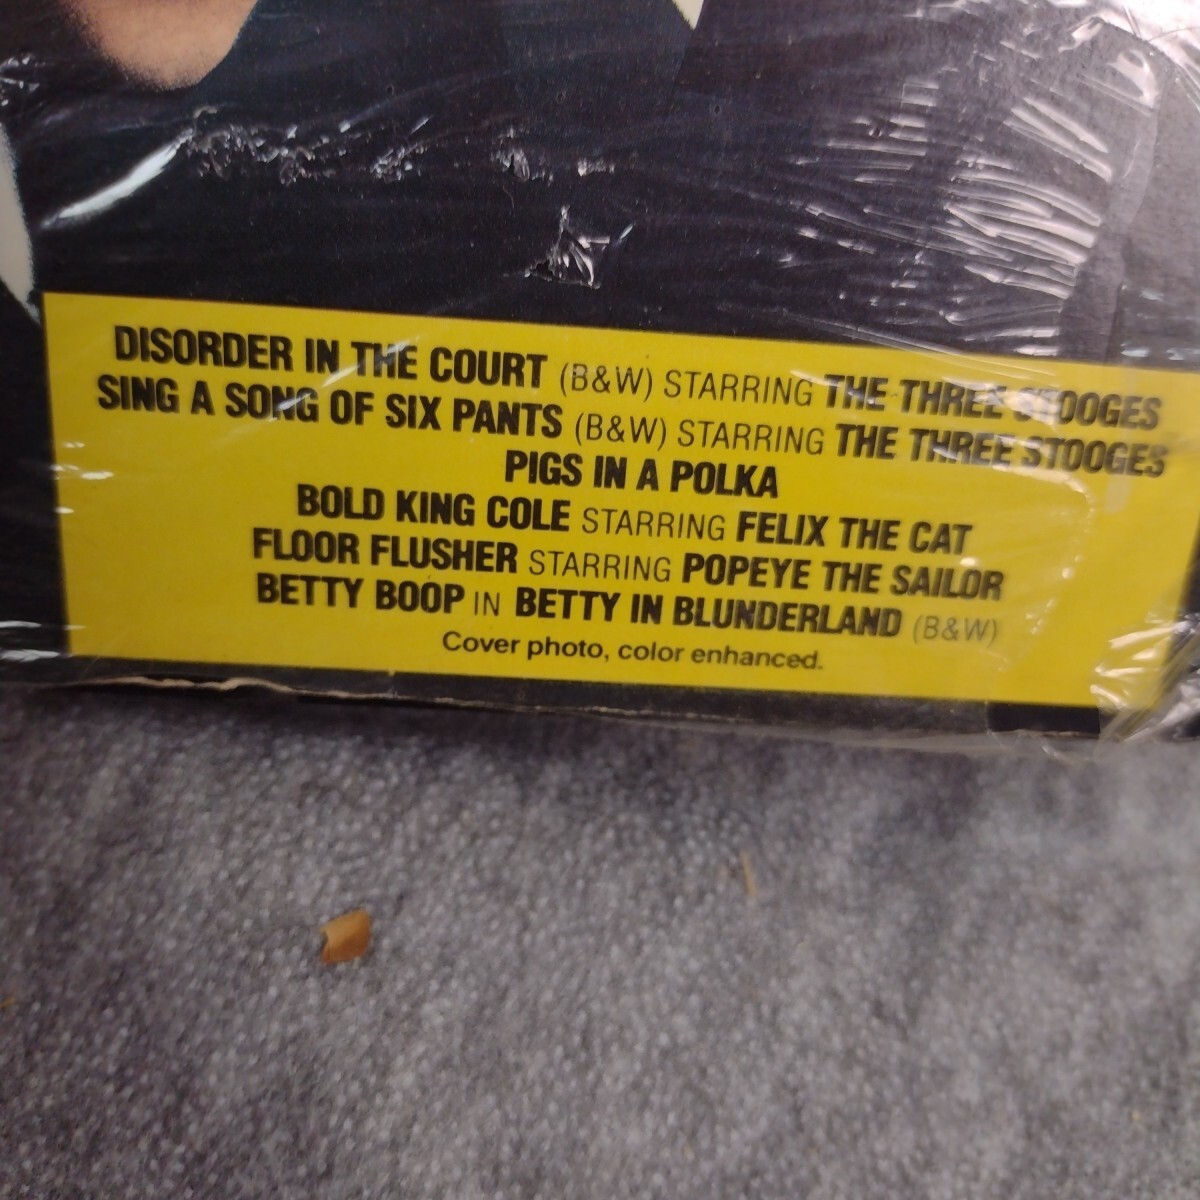 DISORDER IN THE COURT (B&W) STARRING THE THREE STOOGES
SING A SONG OF SIX PANTS (B&W) STARRING THE THREE STOOGES
PIGS IN A POLKA
BOLD KING COLE STARRING FELIX THE CAT
FLOOR FLUSHER STARRING POPEYE THE SAILOR
BETTY BOOP IN BETTY IN BLUNDERLAND (B&W)
Cover photo, color enhanced.